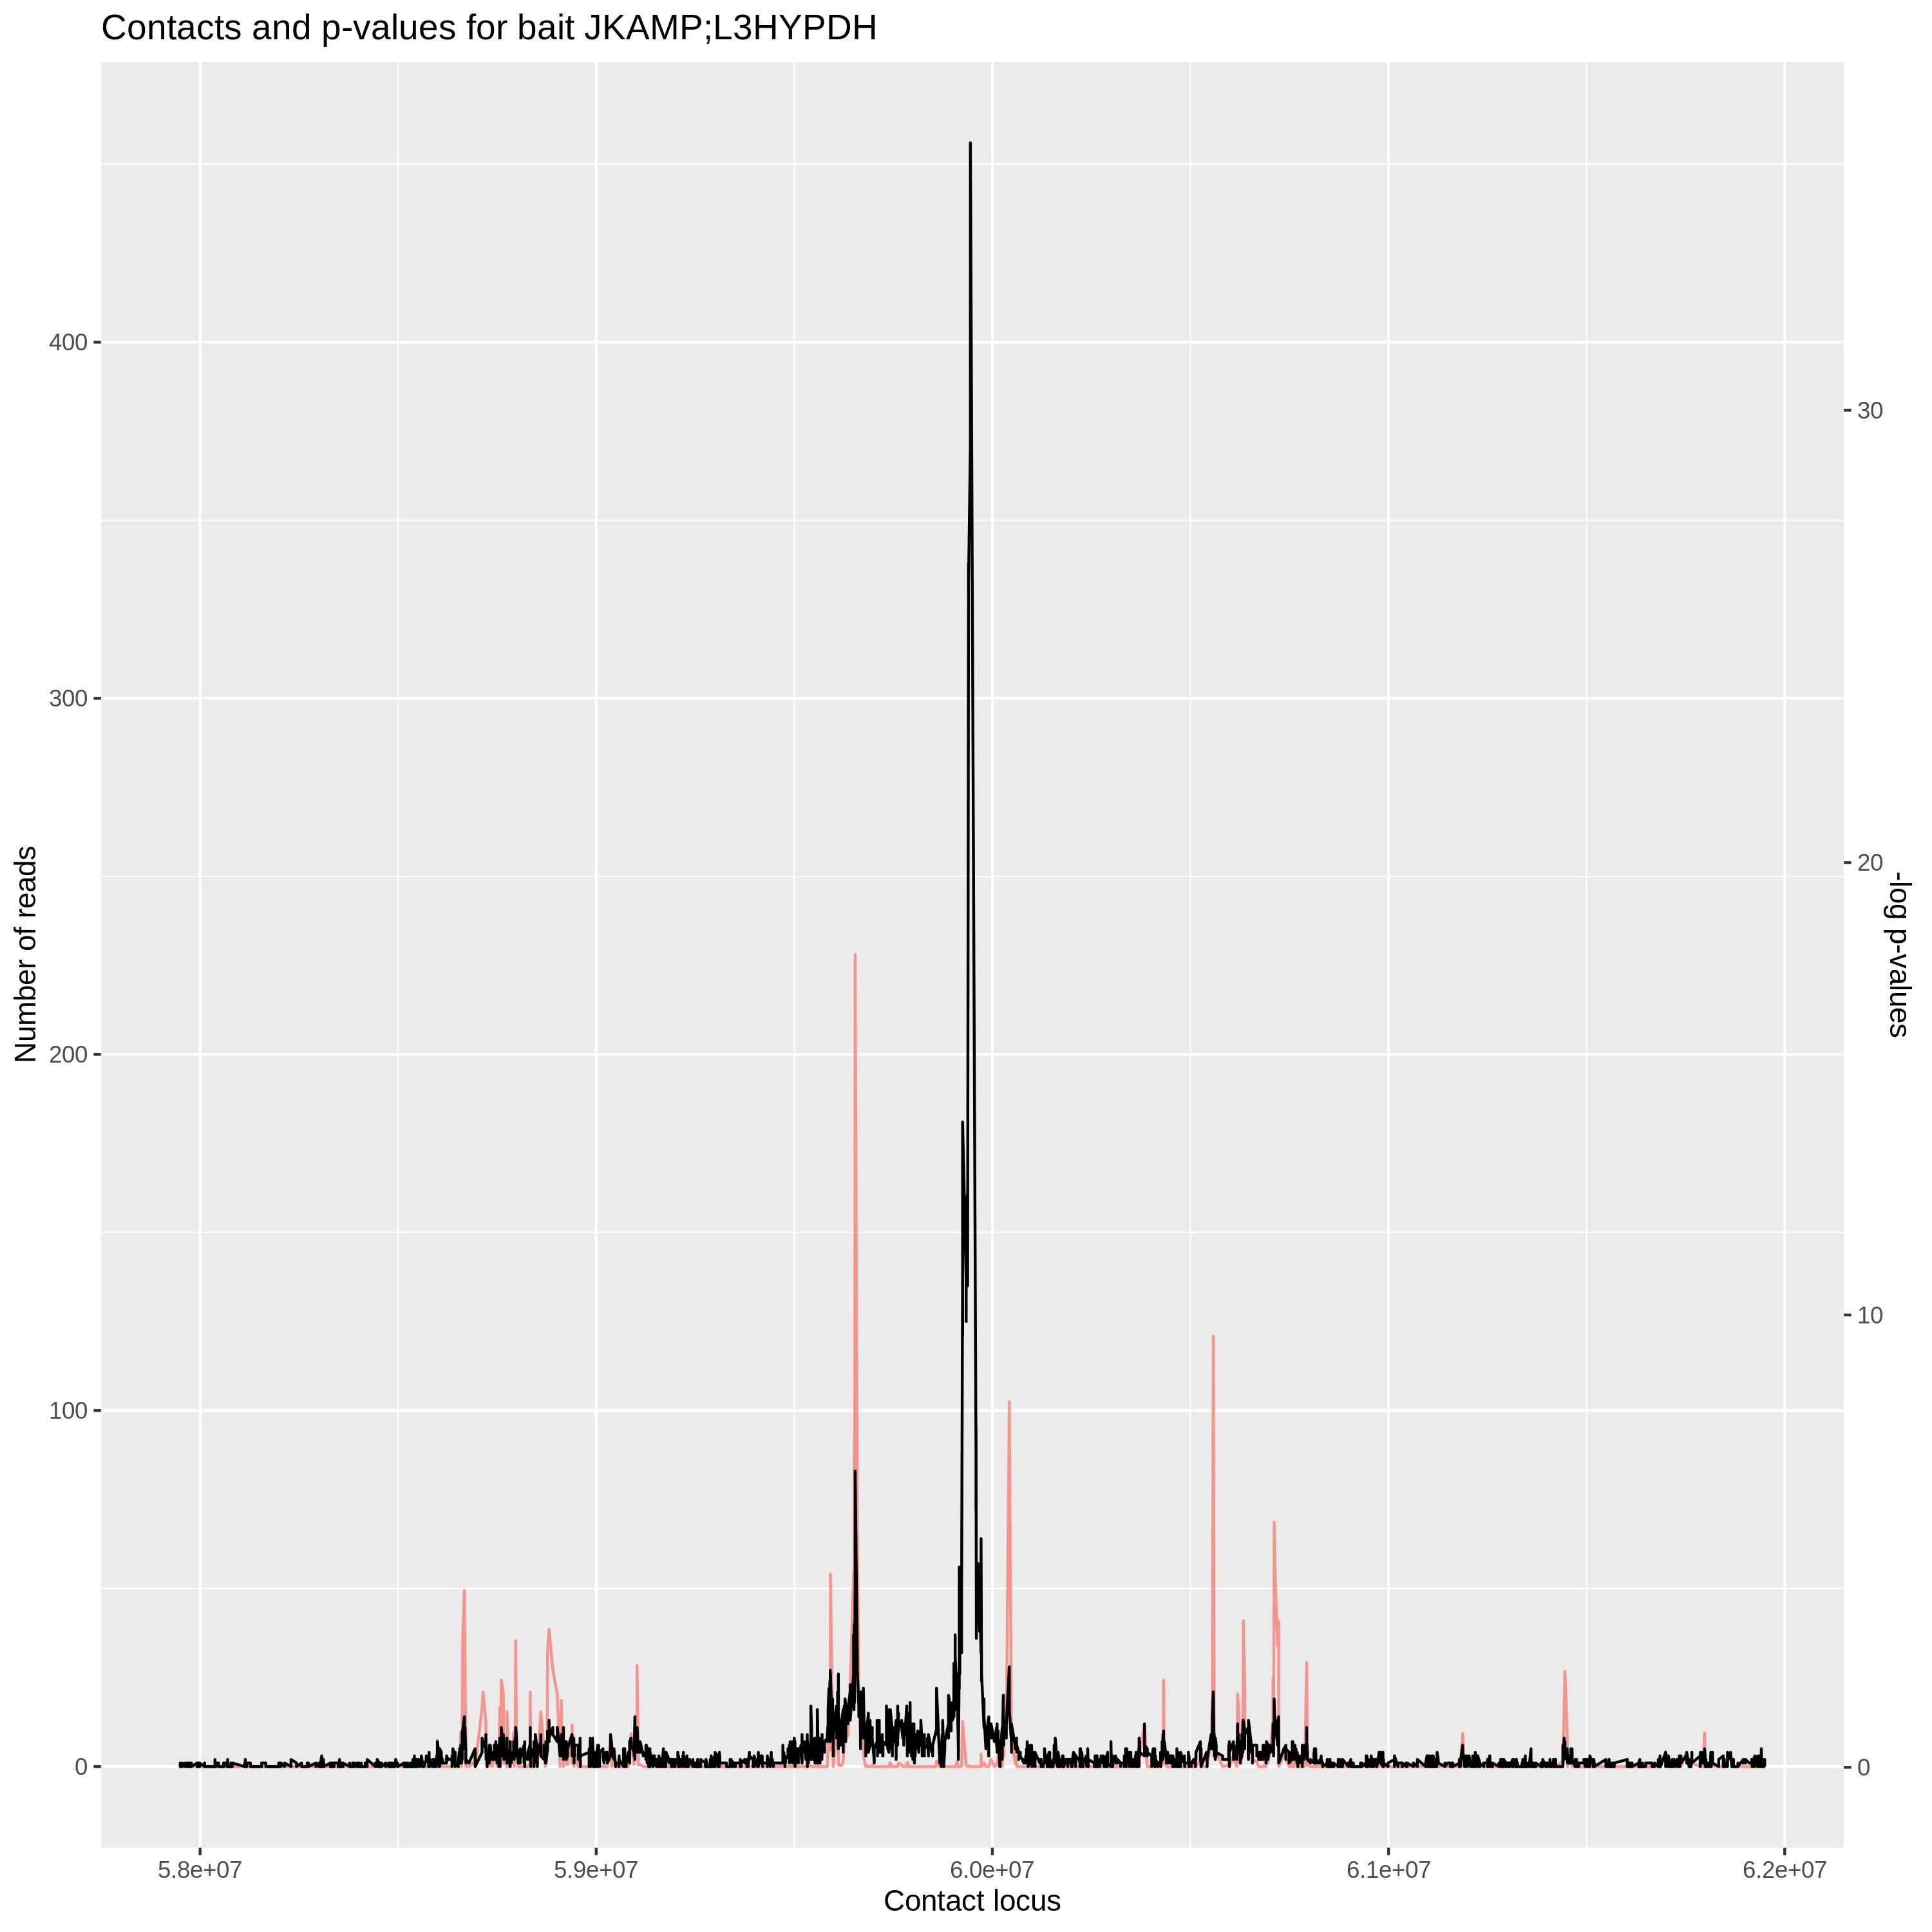 Contacts and p-values for bait JKAMP;L3HYPDH
Number of reads
400
300
200
100
0
30
20
10
0
-log p-values
5.8e+07
5.9e+07
6.0e+07
6.1e+07
6.2e+07
Contact locus